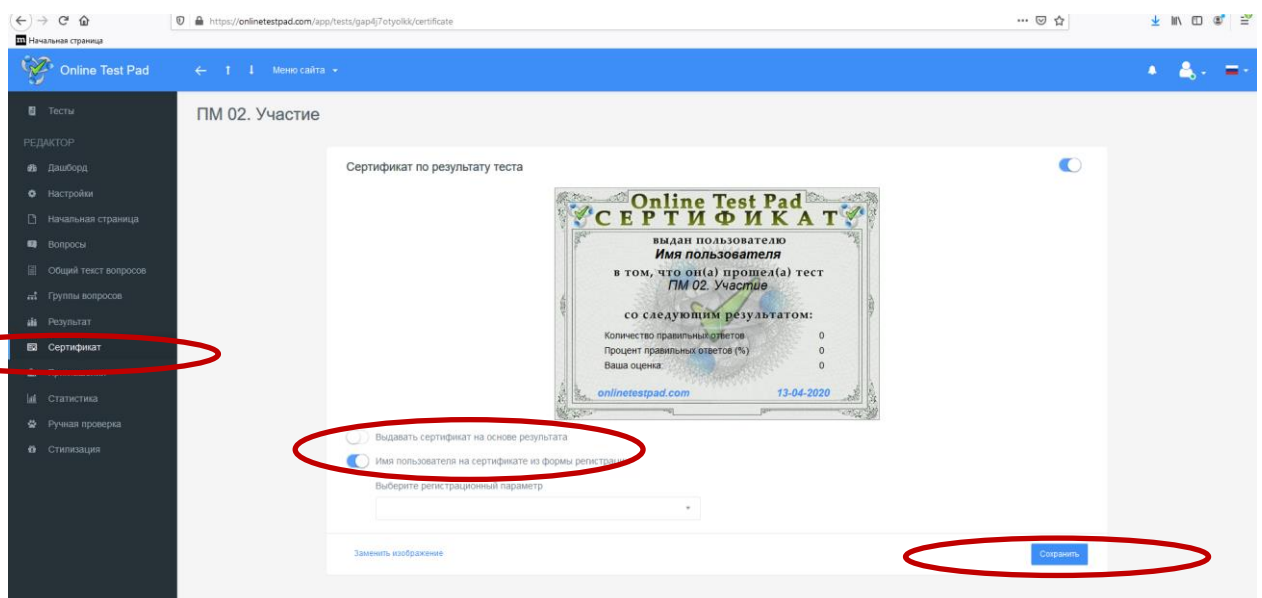 https://onlinetestpad.com/app/tests/gap4j7otyolkk/certificate
Начальная страница
Online Test Pad
Меню сайта
Тесты
ПМ 02. Участие
РЕДАКТОР
Дашборд
Настройки
Начальная страница
Вопросы
Общий текст вопросов
Группы вопросов
Результат
Сертификат
Статистика
Ручная проверка
Стилизация
Сертификат по результату теста
Online Test Pad
СЕРТИФИКАТ
выдан пользователю
Имя пользователя
в том, что он(а) прошел(а) тест
ПМ 02. Участие
со следующим результатом:
Количество правильных ответов 0
Процент правильных ответов (%) 0
Ваша оценка: 0
onlinetestpad.com 13-04-2020
Выдавать сертификат на основе результата
Имя пользователя на сертификате из формы регистрации
Выберите регистрационный параметр
Заменить изображение
Сохранить